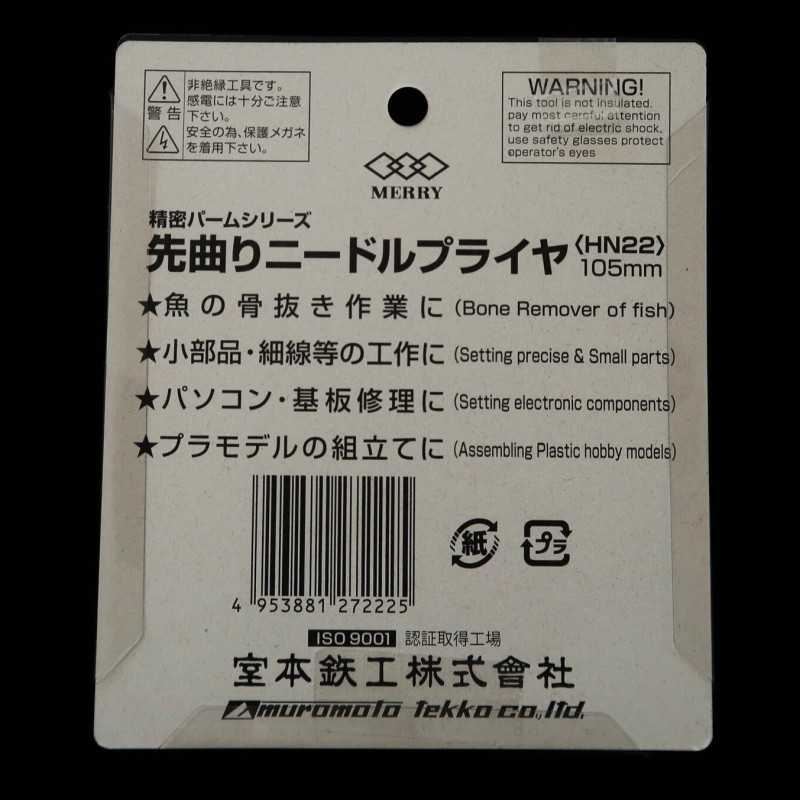 警告
非絶縁工具です。
感電には十分ご注意
下さい。
安全の為、保護メガネ
を着用下さい。
WARNING!
This tool is not insulated.
pay most careful attention
to get rid of electric shock,
use safety glasses protect
operator's eyes
MERRY
精密パームシリーズ
先曲りニードルプライヤ〈HN22〉
105mm
★魚の骨抜き作業に (Bone Remover of fish)
★小部品・細線等の工作に (Setting precise & Small parts)
★パソコン・基板修理に (Setting electronic components)
★プラモデルの組立てに (Assembling Plastic hobby models)
紙 プラ
4 953881 272225
ISO 9001 認証取得工場
室本鉄工株式會社
muromoto tekko co., ltd.